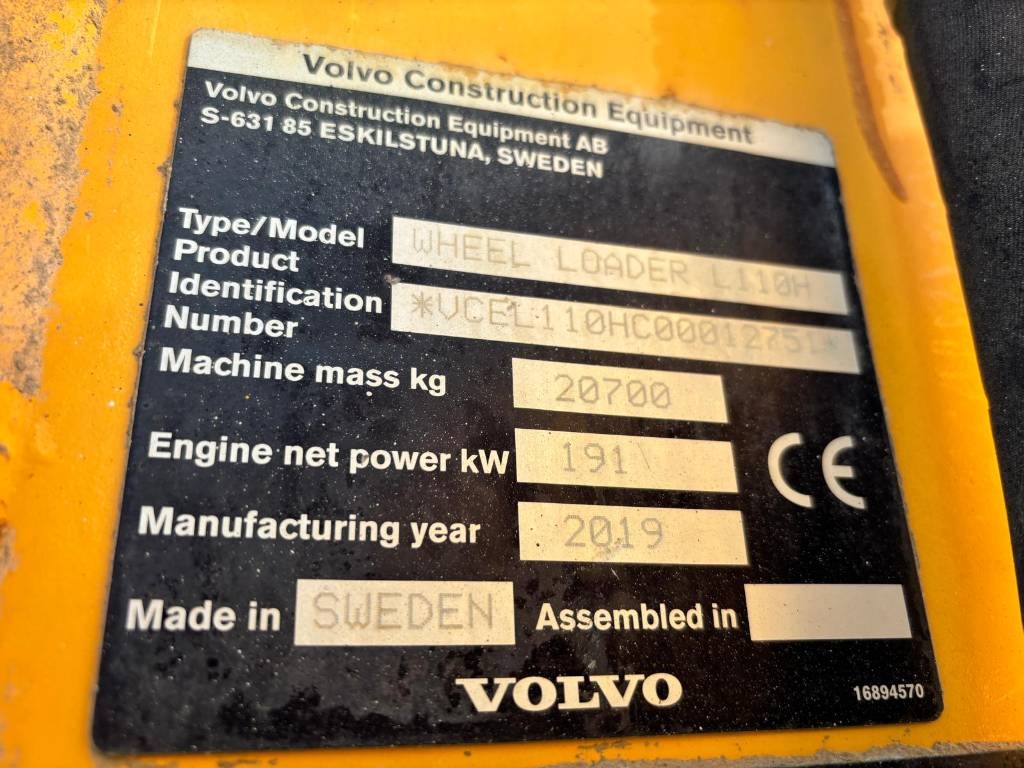 Volvo Construction Equipment
Volvo Construction Equipment AB
S-631 85 ESKILSTUNA, SWEDEN
Type/Model WHEEL LOADER L110H
Product
Identification *VCEL110HC00012751*
Number
Machine mass kg 20700
Engine net power kW 191
Manufacturing year 2019
Made in SWEDEN Assembled in
CE
VOLVO 16894570